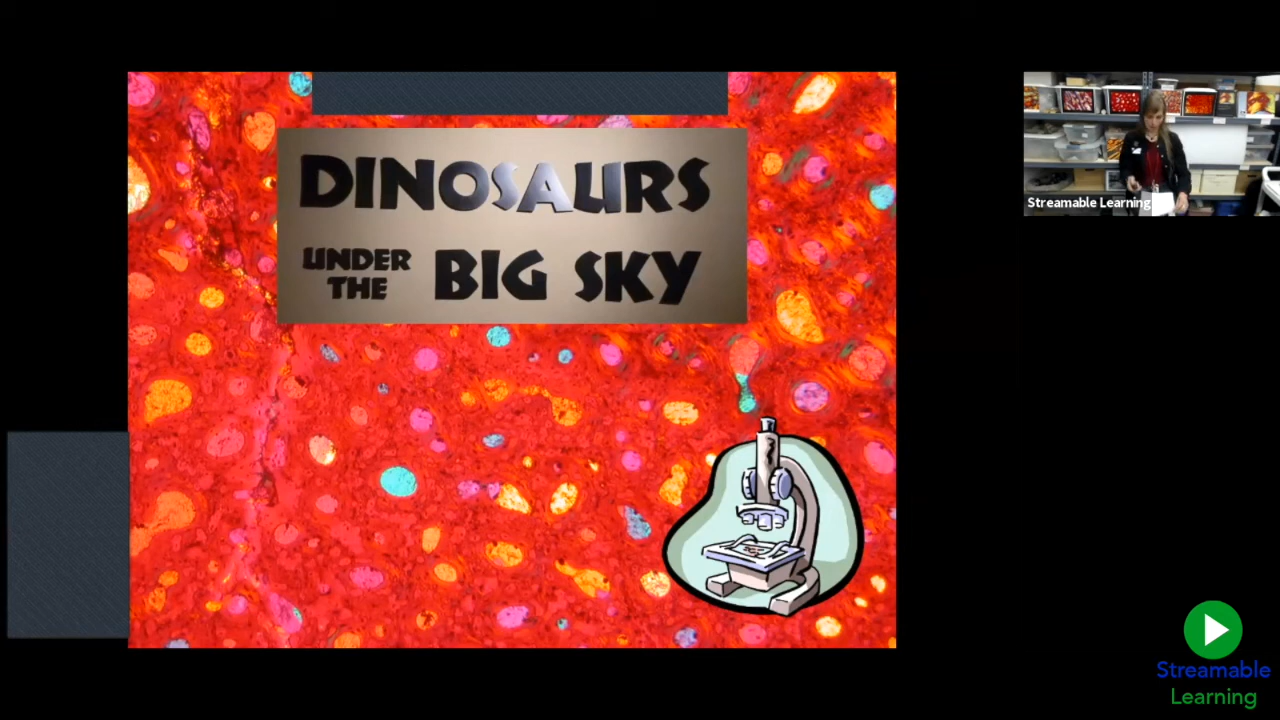 DINOSAURS
UNDER
THE
BIG SKY
Streamable Learning
Streamable
Learning